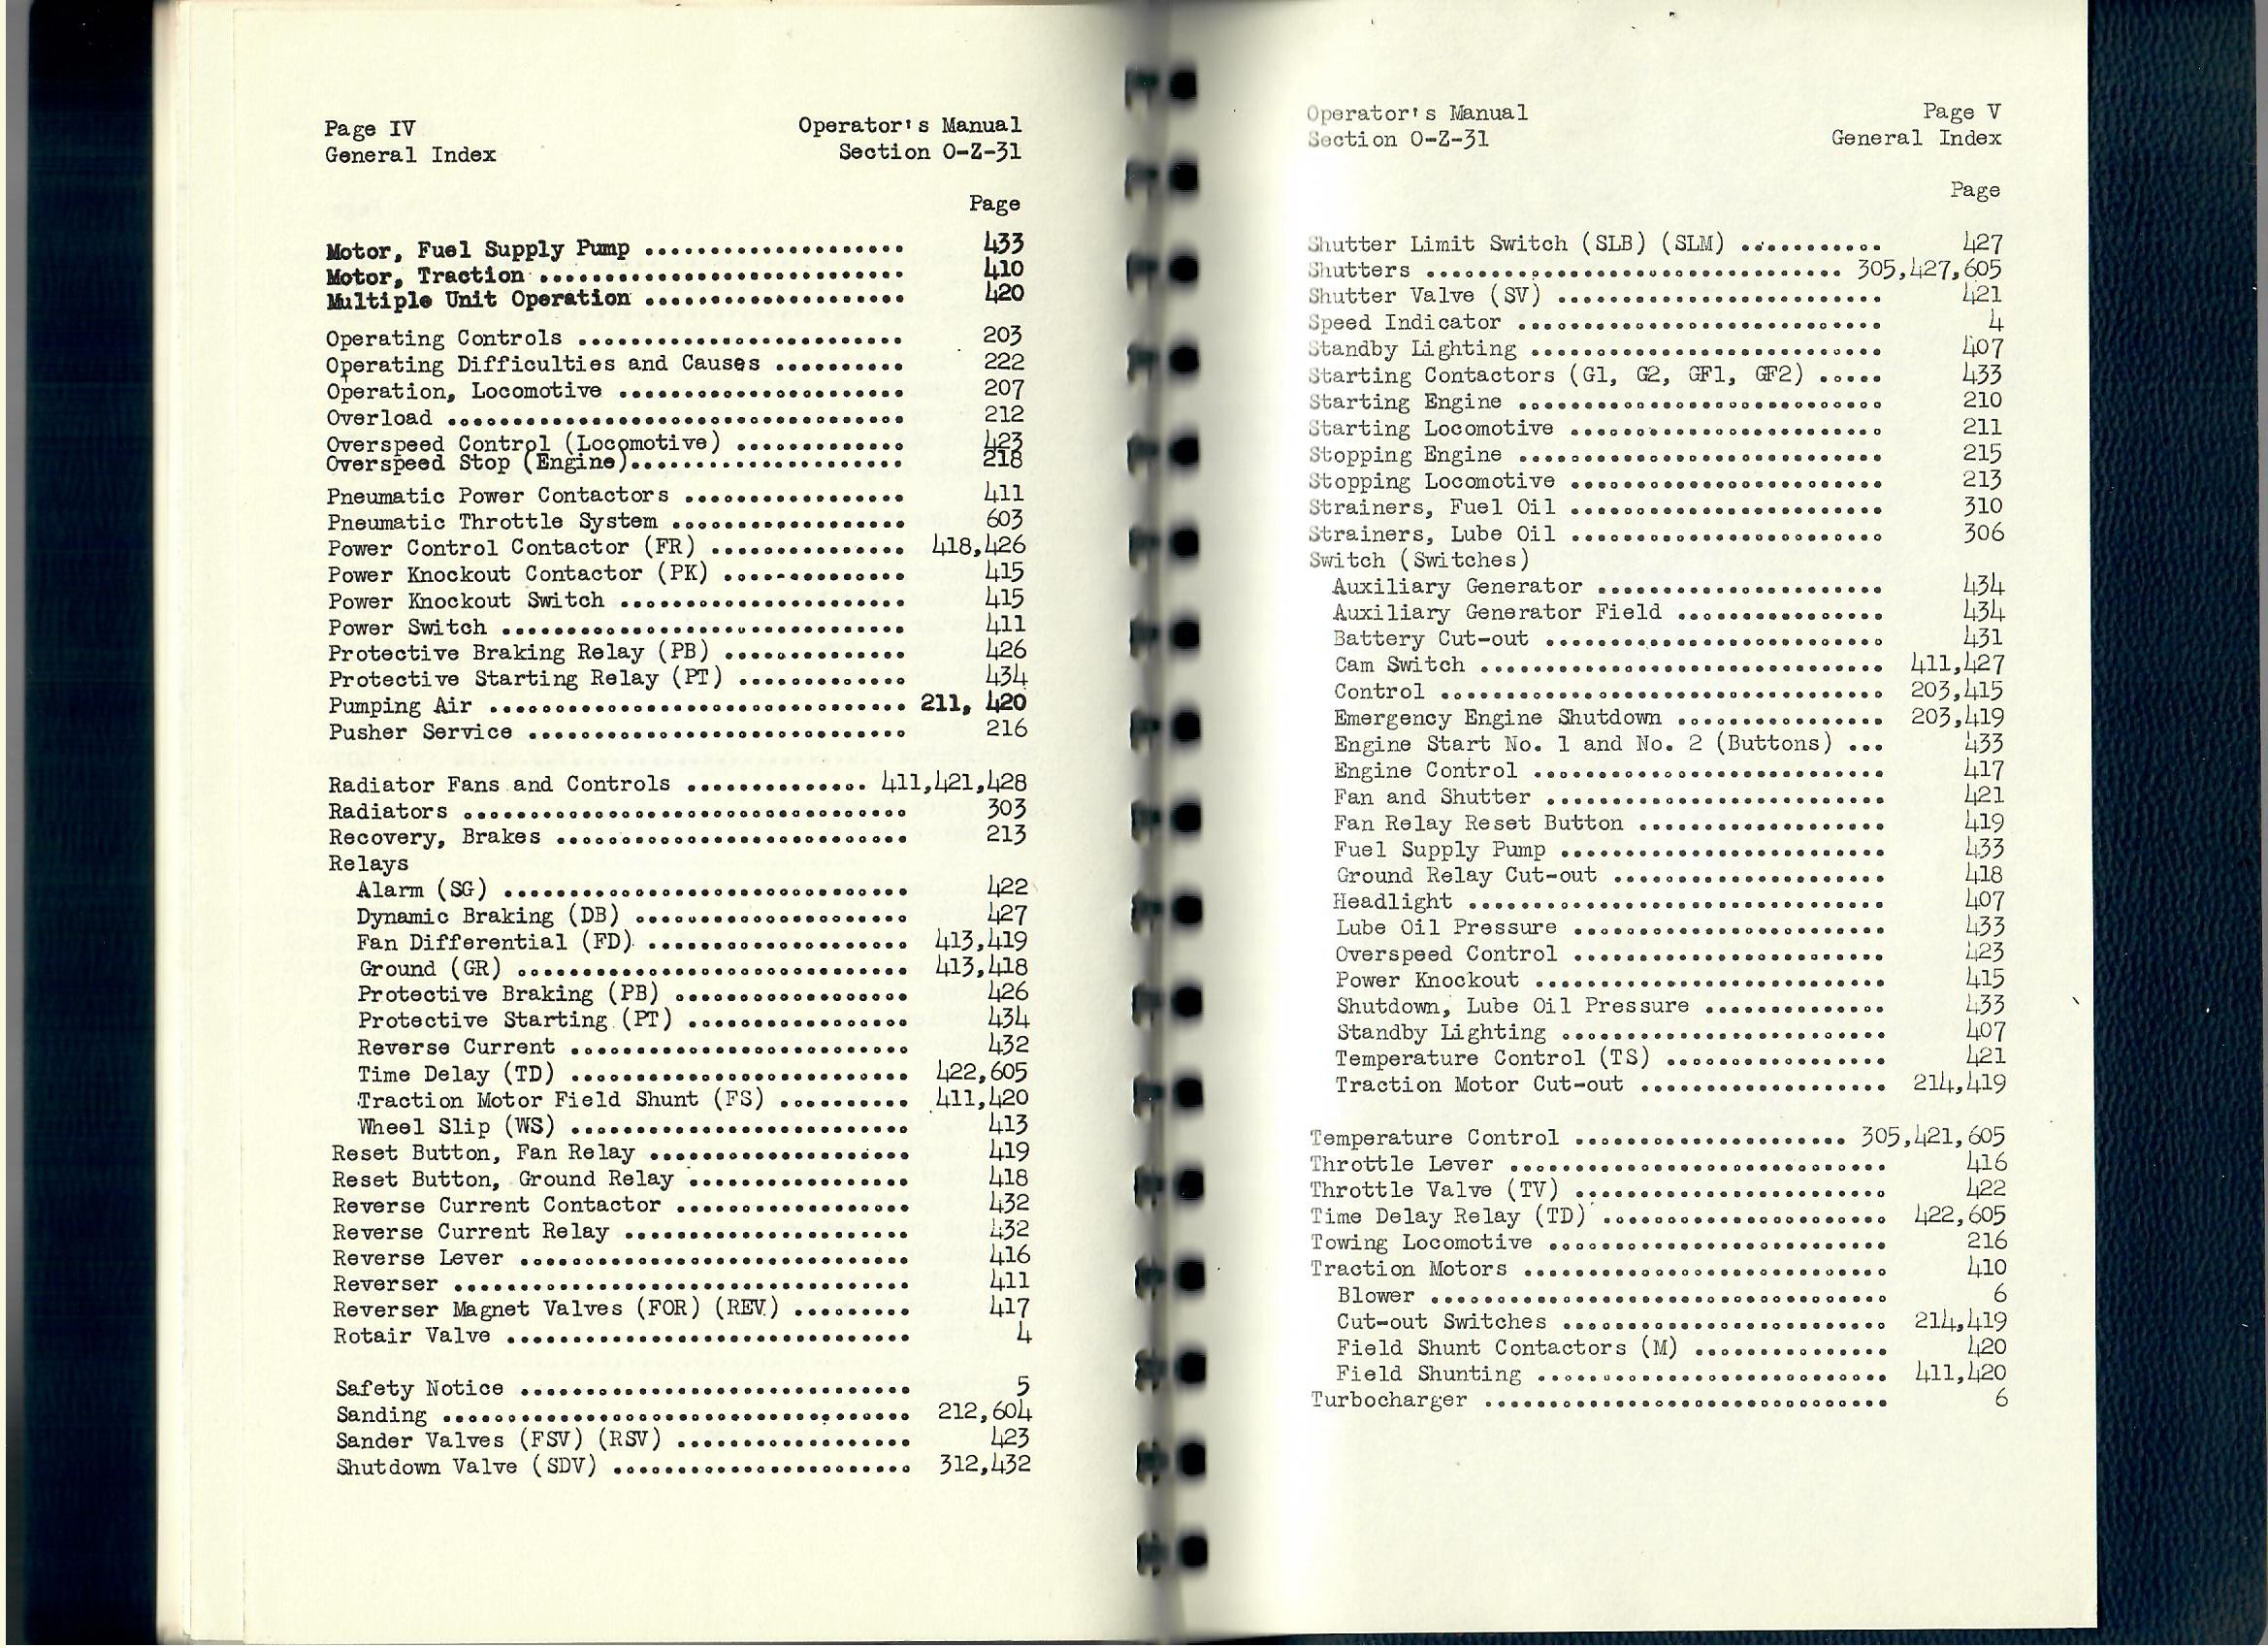 Page IV Operator's Manual
General Index Section O-Z-31
Page
Motor, Fuel Supply Pump .................... 433
Motor, Traction ............................ 410
Multiple Unit Operation .................... 420
Operating Controls ......................... 203
Operating Difficulties and Causes .......... 222
Operation, Locomotive ...................... 207
Overload ................................... 212
Overspeed Control (Locomotive) ............. 423
Overspeed Stop (Engine)..................... 218
Pneumatic Power Contactors ................. 411
Pneumatic Throttle System .................. 603
Power Control Contactor (FR) ............... 418,426
Power Knockout Contactor (PK) .............. 415
Power Knockout Switch ...................... 415
Power Switch ............................... 411
Protective Braking Relay (PB) .............. 426
Protective Starting Relay (PT) ............. 434
Pumping Air ................................ 211, 420
Pusher Service ............................. 216
Radiator Fans and Controls .............. 411,421,428
Radiators .................................. 303
Recovery, Brakes ........................... 213
Relays
Alarm (SG) ............................... 422
Dynamic Braking (DB) ..................... 427
Fan Differential (FD) .................... 413,419
Ground (GR) .............................. 413,418
Protective Braking (PB) .................. 426
Protective Starting (PT) ................. 434
Reverse Current .......................... 432
Time Delay (TD) .......................... 422,605
Traction Motor Field Shunt (FS) .......... 411,420
Wheel Slip (WS) .......................... 413
Reset Button, Fan Relay .................... 419
Reset Button, Ground Relay ................. 418
Reverse Current Contactor .................. 432
Reverse Current Relay ...................... 432
Reverse Lever .............................. 416
Reverser ................................... 411
Reverser Magnet Valves (FOR) (REV) ......... 417
Rotair Valve ............................... 4
Safety Notice .............................. 5
Sanding .................................... 212,604
Sander Valves (FSV) (RSV) .................. 423
Shutdown Valve (SDV) ....................... 312,432
Operator's Manual Page V
Section O-Z-31 General Index
Page
Shutter Limit Switch (SLB) (SLM) ........... 427
Shutters ................................ 305,427,605
Shutter Valve (SV) ......................... 421
Speed Indicator ............................ 4
Standby Lighting ........................... 407
Starting Contactors (G1, G2, GF1, GF2) ..... 433
Starting Engine ............................ 210
Starting Locomotive ........................ 211
Stopping Engine ............................ 215
Stopping Locomotive ........................ 213
Strainers, Fuel Oil ........................ 310
Strainers, Lube Oil ........................ 306
Switch (Switches)
Auxiliary Generator ...................... 434
Auxiliary Generator Field ................ 434
Battery Cut-out .......................... 431
Cam Switch ............................... 411,427
Control .................................. 203,415
Emergency Engine Shutdown ................ 203,419
Engine Start No. 1 and No. 2 (Buttons) ... 433
Engine Control ........................... 417
Fan and Shutter .......................... 421
Fan Relay Reset Button ................... 419
Fuel Supply Pump ......................... 433
Ground Relay Cut-out ..................... 418
Headlight ................................ 407
Lube Oil Pressure ........................ 433
Overspeed Control ........................ 423
Power Knockout ........................... 415
Shutdown, Lube Oil Pressure .............. 433
Standby Lighting ......................... 407
Temperature Control (TS) ................. 421
Traction Motor Cut-out ................... 214,419
Temperature Control ..................... 305,421,605
Throttle Lever ............................. 416
Throttle Valve (TV) ........................ 422
Time Delay Relay (TD) ...................... 422,605
Towing Locomotive .......................... 216
Traction Motors ............................ 410
Blower ................................... 6
Cut-out Switches ......................... 214,419
Field Shunt Contactors (M) ............... 420
Field Shunting ........................... 411,420
Turbocharger ............................... 6